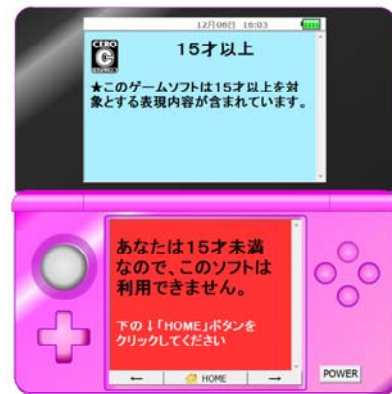 12月06日 16:03
CERO
C
15才以上
★このゲームソフトは15才以上を対
象とする表現内容が含まれています。
あなたは15才未満
なので、このソフトは
利用できません。
下の↓「HOME」ボタンを
クリックしてください
← HOME →
POWER